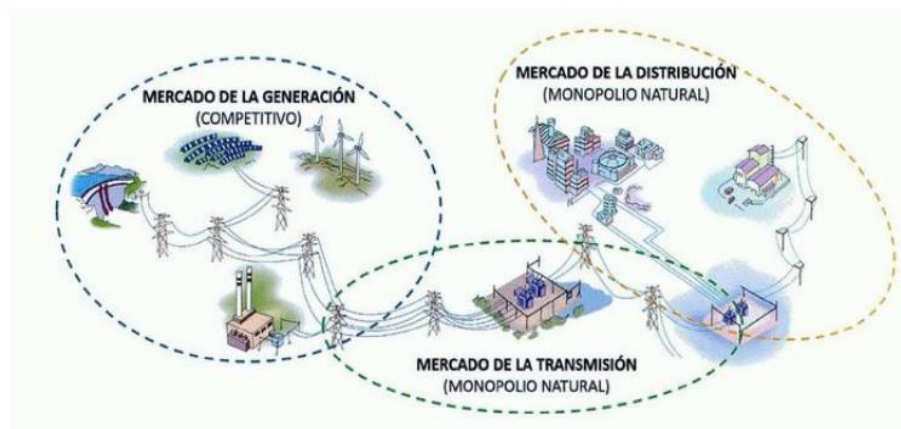 MERCADO DE LA GENERACIÓN
(COMPETITIVO)
MERCADO DE LA DISTRIBUCIÓN
(MONOPOLIO NATURAL)
MERCADO DE LA TRANSMISIÓN
(MONOPOLIO NATURAL)